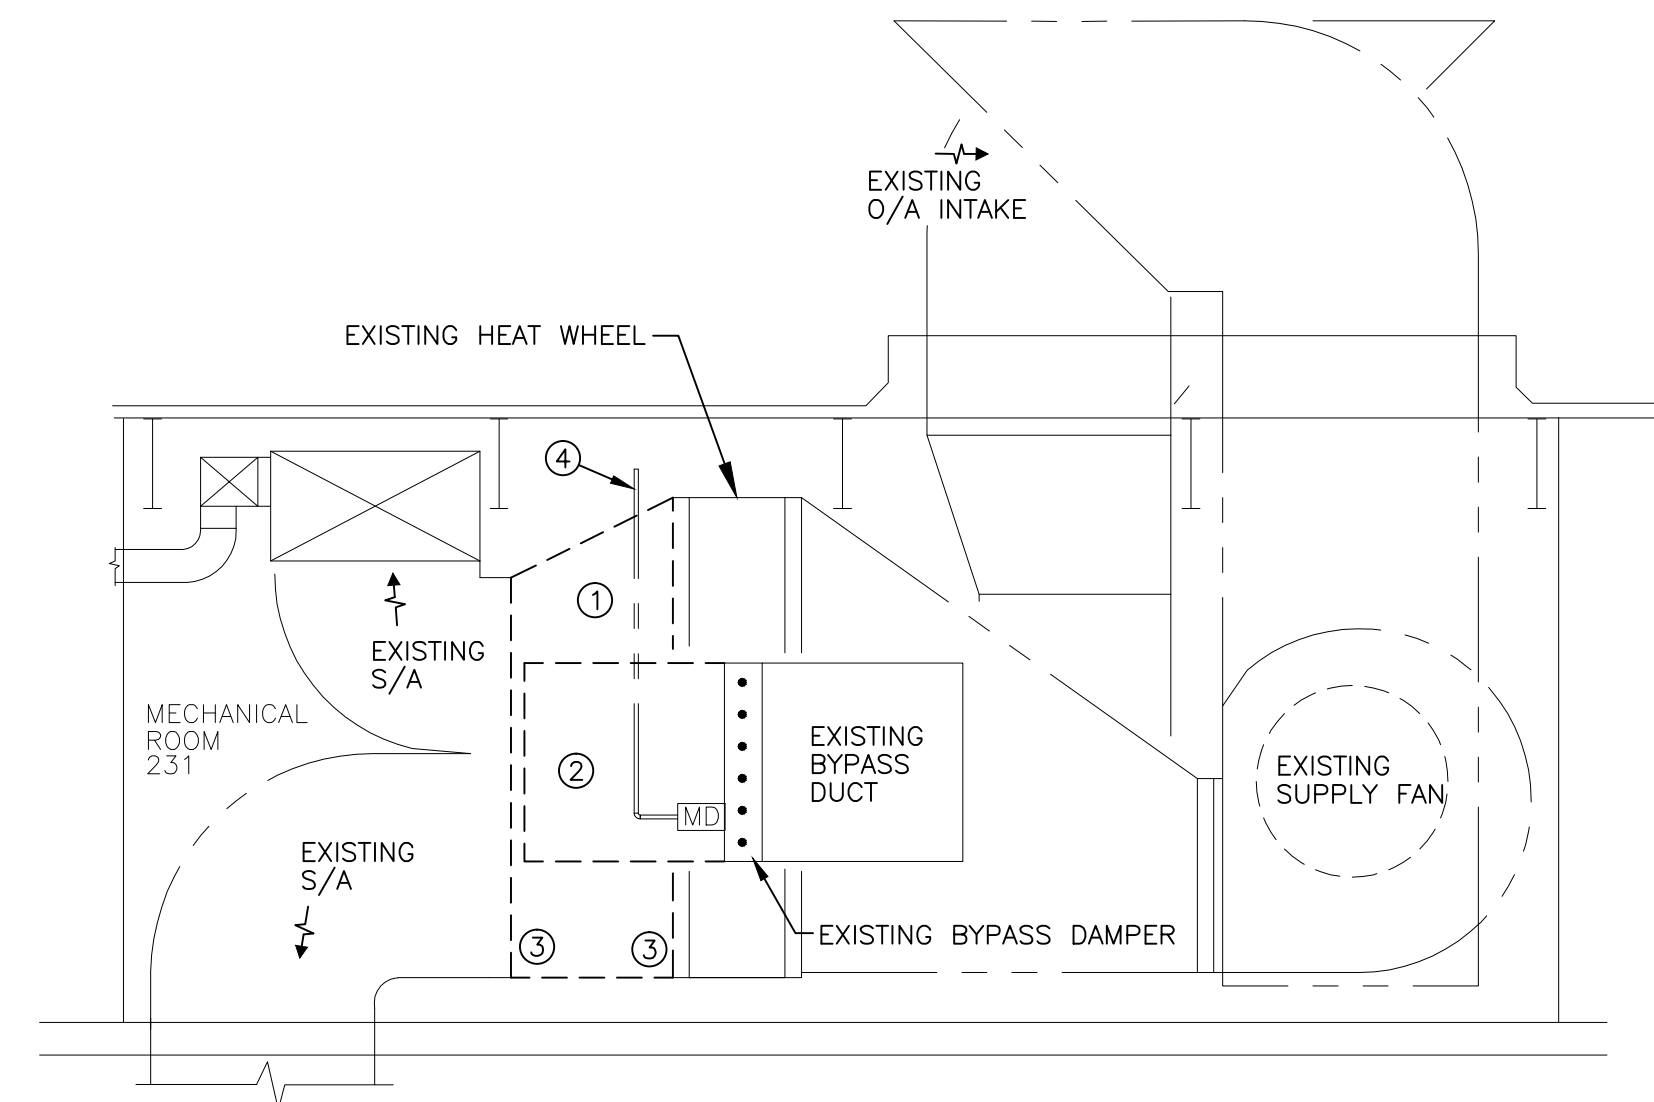 EXISTING
O/A INTAKE
EXISTING HEAT WHEEL
4
1
EXISTING
S/A
MECHANICAL
ROOM
231
2
EXISTING
BYPASS
DUCT
MD
EXISTING
SUPPLY FAN
EXISTING
S/A
3
3
EXISTING BYPASS DAMPER